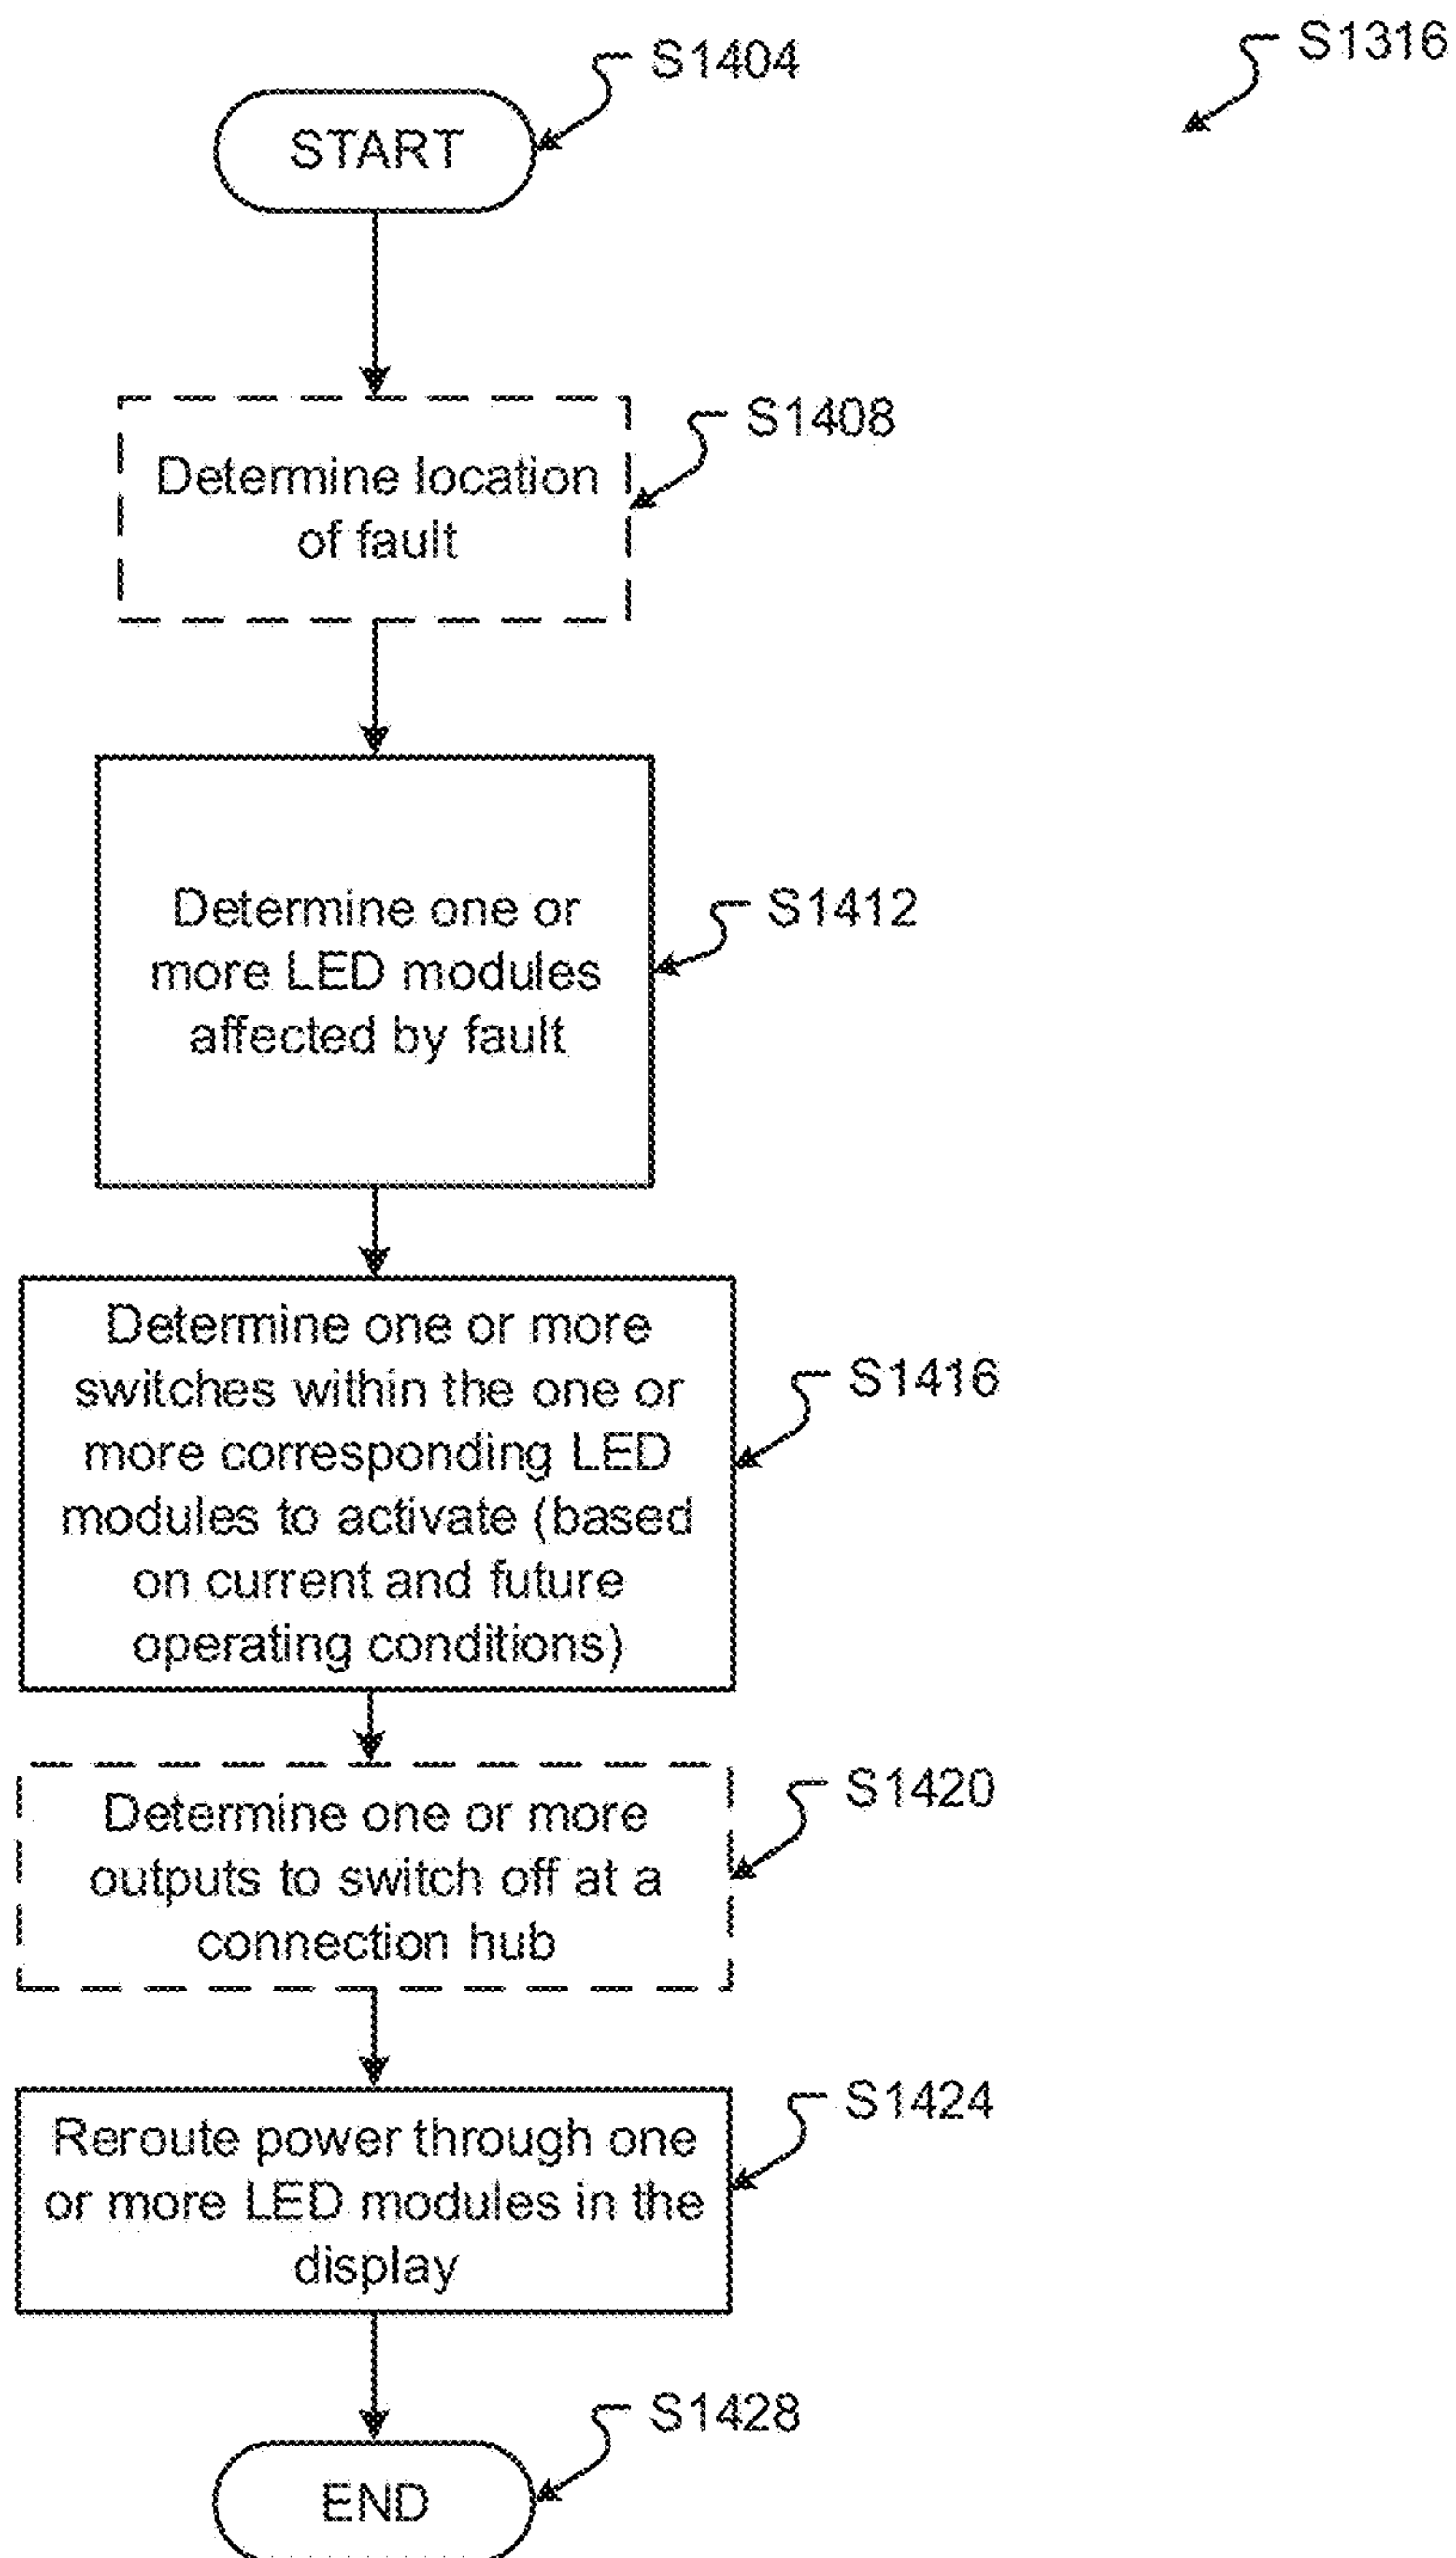 S1316
S1404
START
S1408
Determine location
of fault
S1412
Determine one or
more LED modules
affected by fault
S1416
Determine one or more
switches within the one or
more corresponding LED
modules to activate (based
on current and future
operating conditions)
S1420
Determine one or more
outputs to switch off at a
connection hub
S1424
Reroute power through one
or more LED modules in the
display
S1428
END